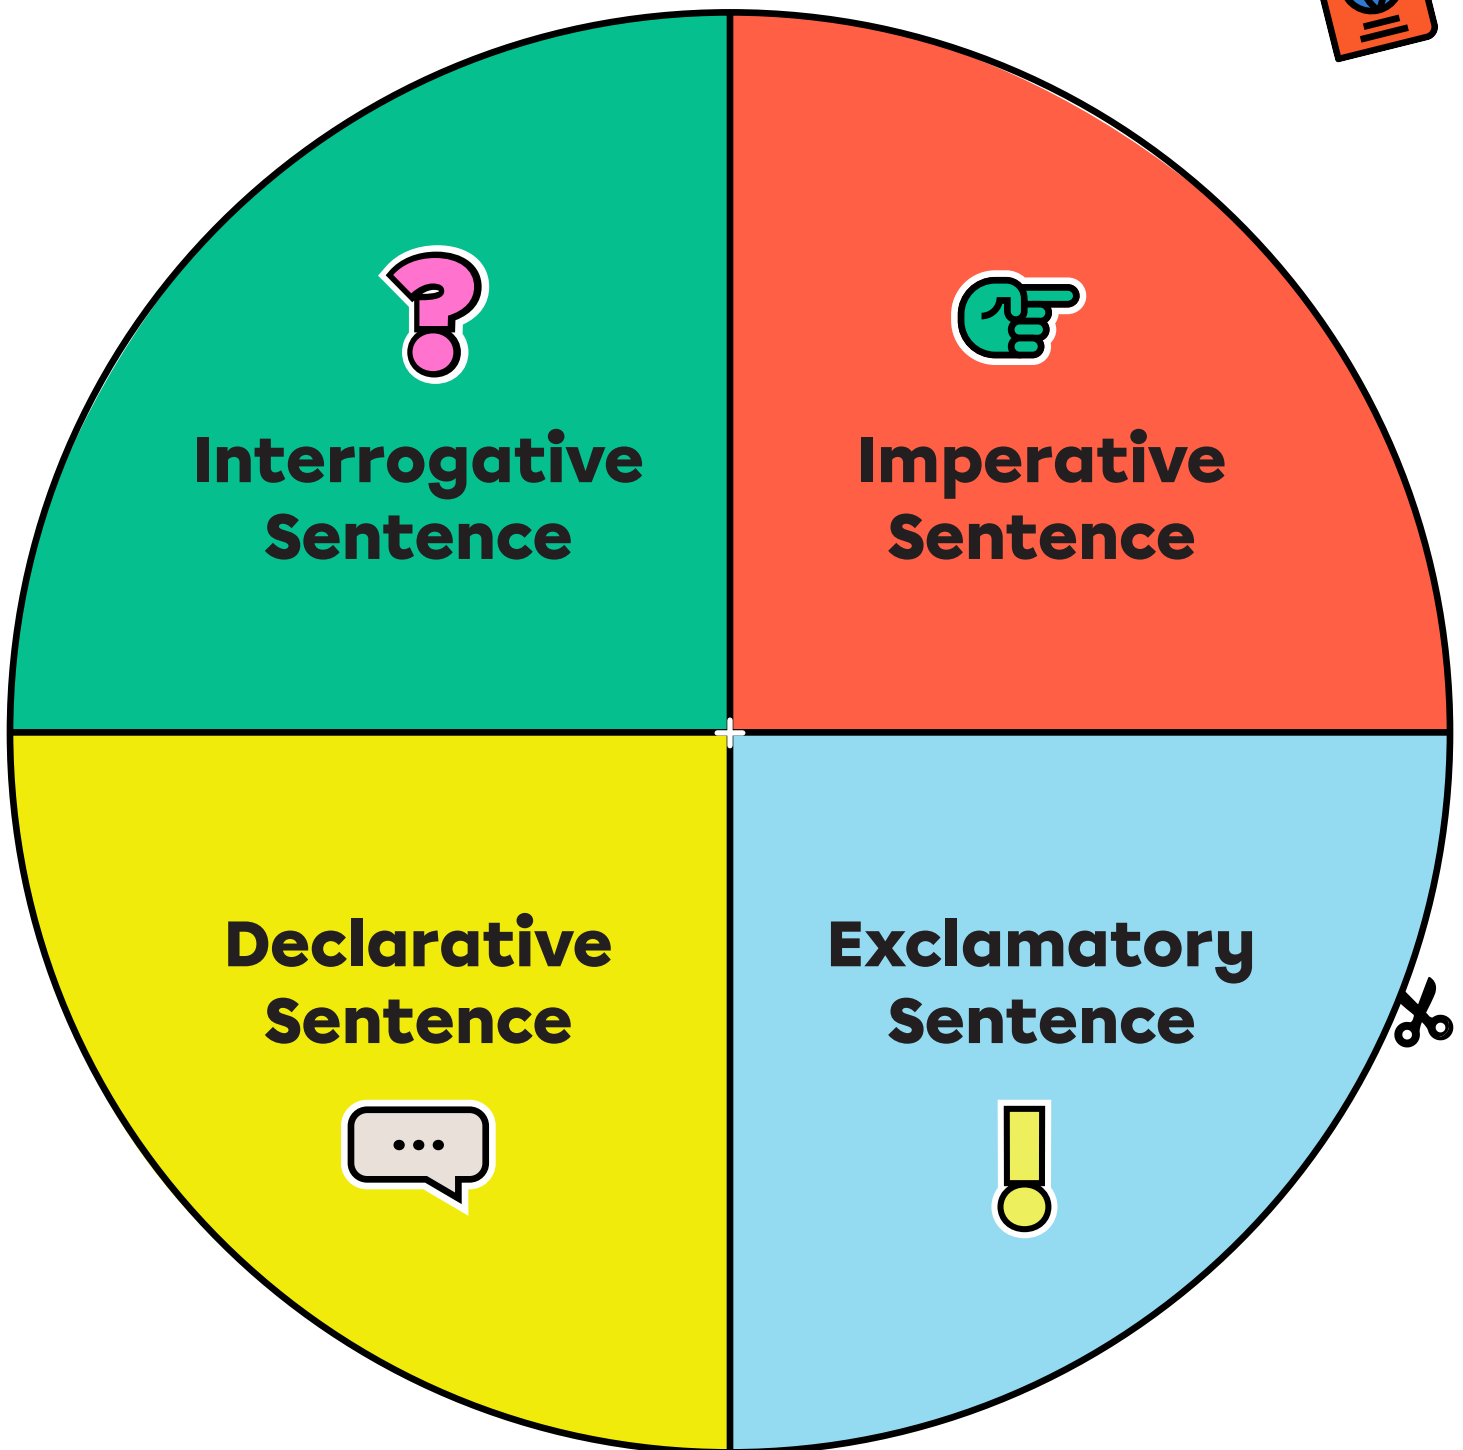 Interrogative
Sentence
Imperative
Sentence
Declarative
Sentence
Exclamatory
Sentence